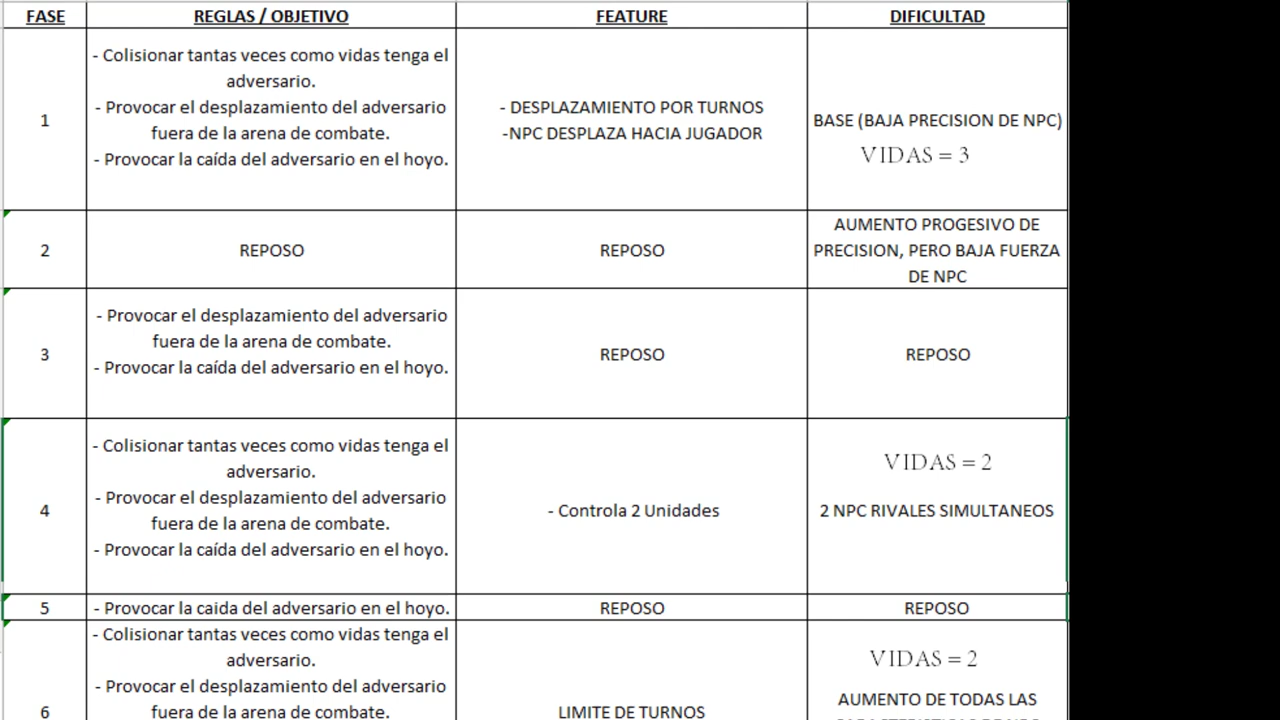 FASE
REGLAS / OBJETIVO
FEATURE
DIFICULTAD
1
- Colisionar tantas veces como vidas tenga el
adversario.
- Provocar el desplazamiento del adversario
fuera de la arena de combate.
- Provocar la caída del adversario en el hoyo.
- DESPLAZAMIENTO POR TURNOS
-NPC DESPLAZA HACIA JUGADOR
BASE (BAJA PRECISION DE NPC)
VIDAS = 3
2
REPOSO
REPOSO
AUMENTO PROGESIVO DE
PRECISION, PERO BAJA FUERZA
DE NPC
3
- Provocar el desplazamiento del adversario
fuera de la arena de combate.
- Provocar la caída del adversario en el hoyo.
REPOSO
REPOSO
4
- Colisionar tantas veces como vidas tenga el
adversario.
- Provocar el desplazamiento del adversario
fuera de la arena de combate.
- Provocar la caída del adversario en el hoyo.
- Controla 2 Unidades
VIDAS = 2
2 NPC RIVALES SIMULTANEOS
5
- Provocar la caida del adversario en el hoyo.
REPOSO
REPOSO
6
- Colisionar tantas veces como vidas tenga el
adversario.
- Provocar el desplazamiento del adversario
fuera de la arena de combate.
LIMITE DE TURNOS
VIDAS = 2
AUMENTO DE TODAS LAS